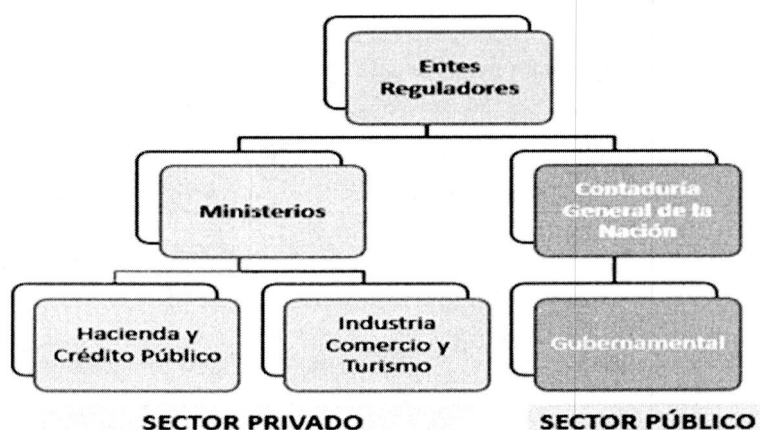 Entes
Reguladores
Ministerios
Contaduría
General de la
Nación
Hacienda y
Crédito Público
Industria
Comercio y
Turismo
Gubernamental
SECTOR PRIVADO
SECTOR PÚBLICO